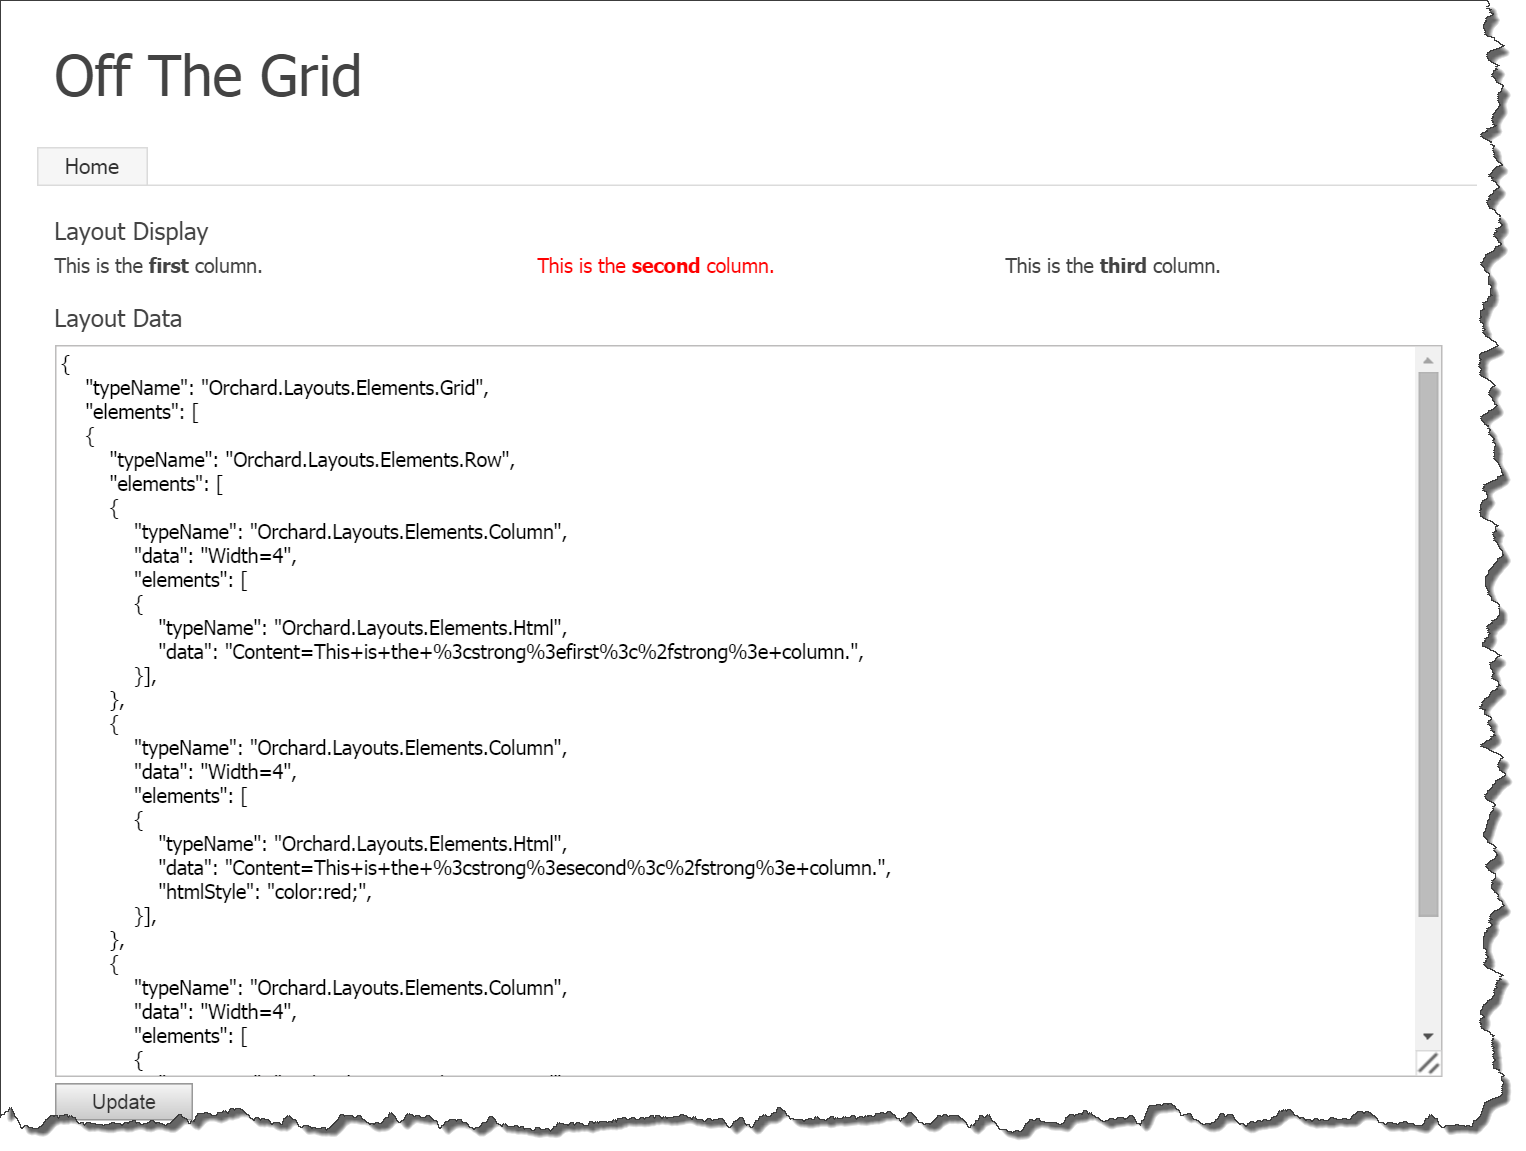 Off The Grid
Home
Layout Display
This is the first column.
This is the second column.
This is the third column.
Layout Data
{
"typeName": "Orchard.Layouts.Elements.Grid",
"elements": [
{
"typeName": "Orchard.Layouts.Elements.Row",
"elements": [
{
"typeName": "Orchard.Layouts.Elements.Column",
"data": "Width=4",
"elements": [
{
"typeName": "Orchard.Layouts.Elements.Html",
"data": "Content=This+is+the+%3cstrong%3efirst%3c%2fstrong%3e+column.",
}],
},
{
"typeName": "Orchard.Layouts.Elements.Column",
"data": "Width=4",
"elements": [
{
"typeName": "Orchard.Layouts.Elements.Html",
"data": "Content=This+is+the+%3cstrong%3esecond%3c%2fstrong%3e+column.",
"htmlStyle": "color:red;",
}],
},
{
"typeName": "Orchard.Layouts.Elements.Column",
"data": "Width=4",
"elements": [
{
Update